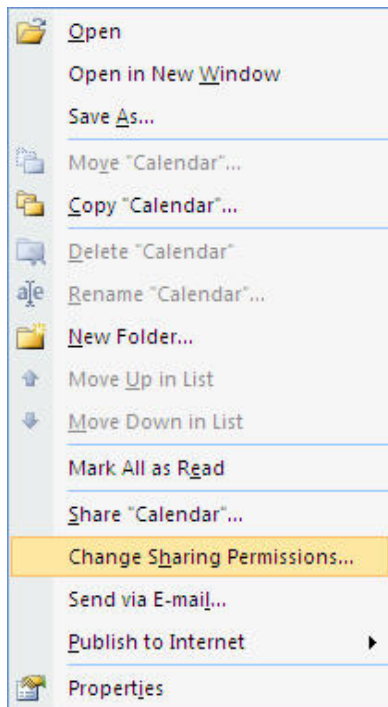 Open
Open in New Window
Save As...
Move "Calendar"...
Copy "Calendar"...
Delete "Calendar"
Rename "Calendar"...
New Folder...
Move Up in List
Move Down in List
Mark All as Read
Share "Calendar"...
Change Sharing Permissions...
Send via E-mail...
Publish to Internet
Properties